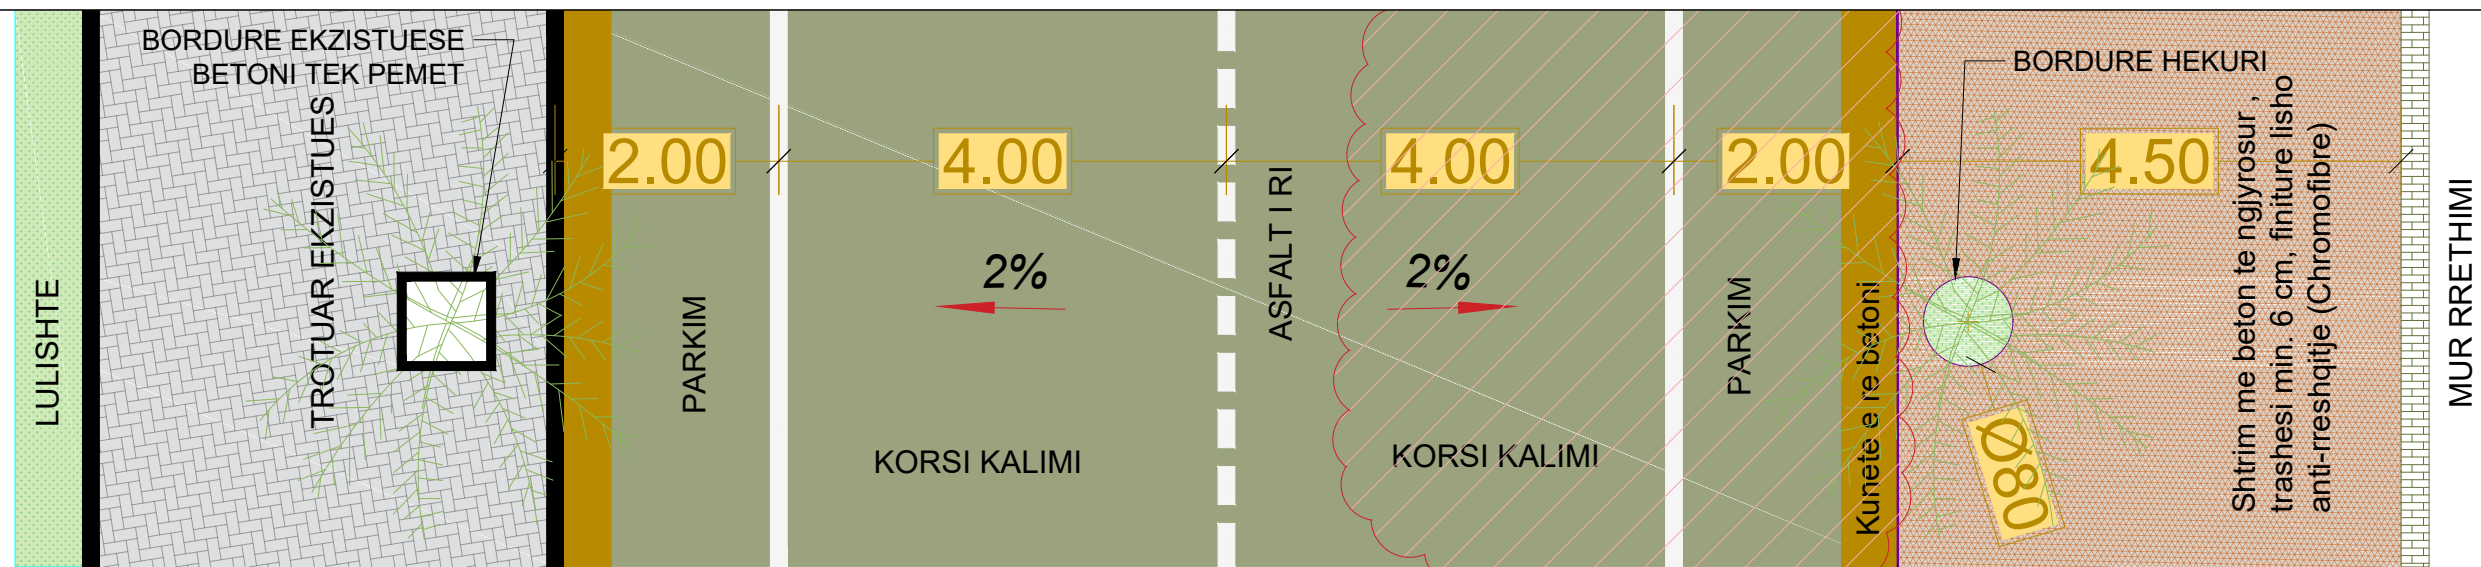 BORDURE EKZISTUESE
BETONI TEK PEMET
LULISHTE
TROTUAR EKZISTUES
2.00
4.00
4.00
2.00
4.50
PARKIM
2%
KORSI KALIMI
ASFALT I RI
2%
KORSI KALIMI
PARKIM
Kunete e re betoni
BORDURE HEKURI
Ø80
Shtrim me beton te ngjyrosur ,
trashesi min. 6 cm, finiture lisho
anti-rreshqitje (Chromofibre)
MUR RRETHIMI